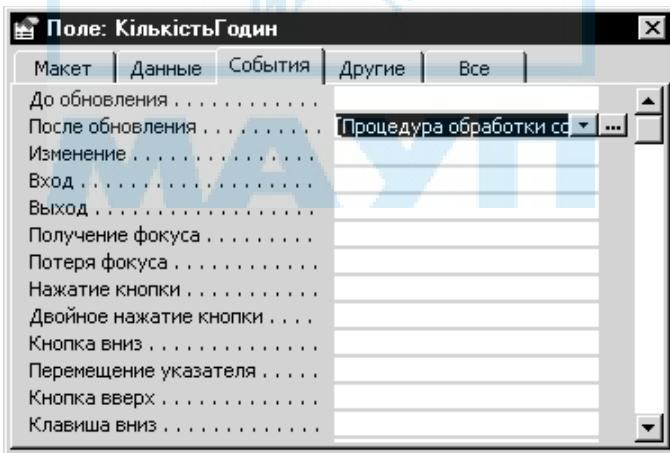 Поле: КількістьГодин
Макет Данные События Другие Все
До обновления . . . . . . . . . . . .
После обновления . . . . . . . . . . [Процедура обработки со ...
Изменение . . . . . . . . . . . . . . .
Вход . . . . . . . . . . . . . . . . . . . .
Выход . . . . . . . . . . . . . . . . . . .
Получение фокуса . . . . . . . . . .
Потеря фокуса . . . . . . . . . . . . .
Нажатие кнопки . . . . . . . . . . . .
Двойное нажатие кнопки . . . .
Кнопка вниз . . . . . . . . . . . . . . .
Перемещение указателя . . . . .
Кнопка вверх . . . . . . . . . . . . . .
Клавиша вниз . . . . . . . . . . . . . .
МАУП